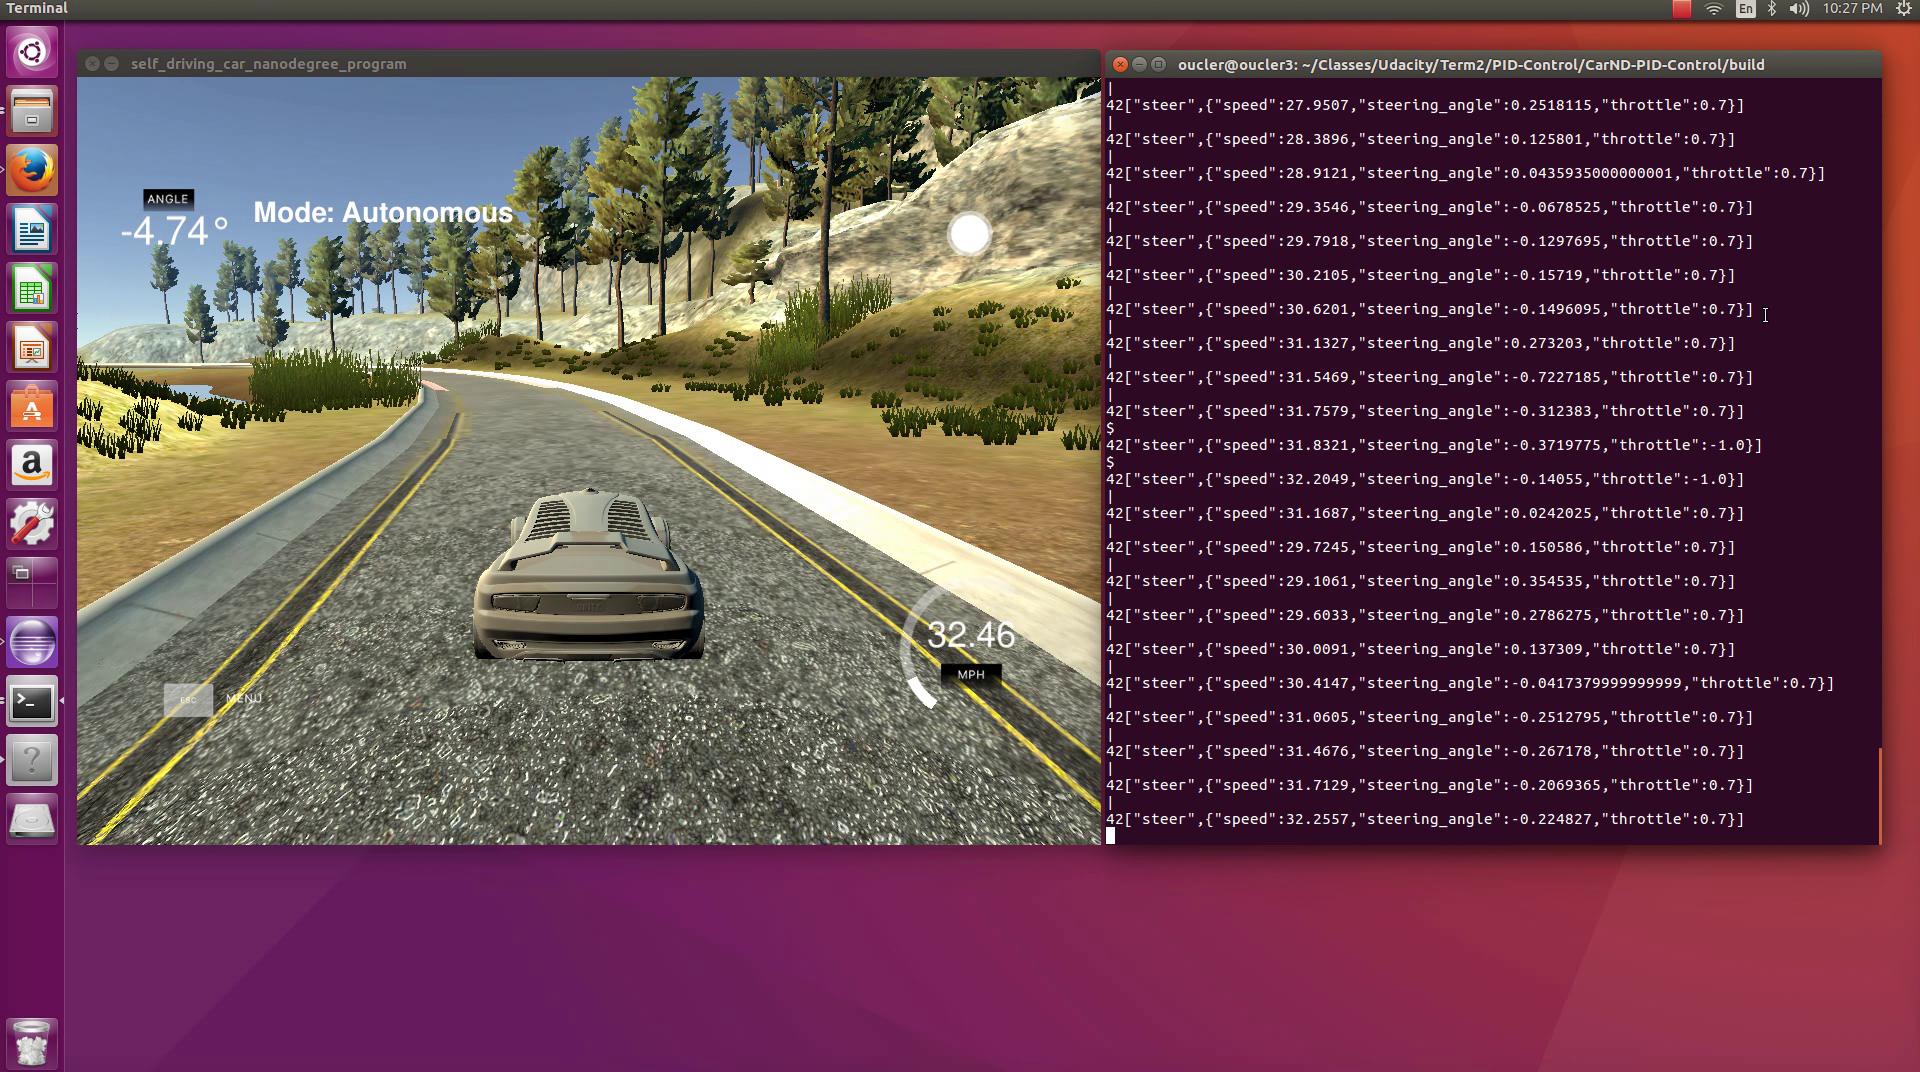 Terminal
En
10:27 PM
self_driving_car_nanodegree_program
ANGLE
-4.74°
Mode: Autonomous
32.46
MPH
ESC
MENU
a
oucler@oucler3: ~/Classes/Udacity/Term2/PID-Control/CarND-PID-Control/build
|
42["steer",{"speed":27.9507,"steering_angle":0.2518115,"throttle":0.7}]
|
42["steer",{"speed":28.3896,"steering_angle":0.125801,"throttle":0.7}]
|
42["steer",{"speed":28.9121,"steering_angle":0.0435935000000001,"throttle":0.7}]
|
42["steer",{"speed":29.3546,"steering_angle":-0.0678525,"throttle":0.7}]
|
42["steer",{"speed":29.7918,"steering_angle":-0.1297695,"throttle":0.7}]
|
42["steer",{"speed":30.2105,"steering_angle":-0.15719,"throttle":0.7}]
|
42["steer",{"speed":30.6201,"steering_angle":-0.1496095,"throttle":0.7}]
|
42["steer",{"speed":31.1327,"steering_angle":0.273203,"throttle":0.7}]
|
42["steer",{"speed":31.5469,"steering_angle":-0.7227185,"throttle":0.7}]
|
42["steer",{"speed":31.7579,"steering_angle":-0.312383,"throttle":0.7}]
$
42["steer",{"speed":31.8321,"steering_angle":-0.3719775,"throttle":-1.0}]
$
42["steer",{"speed":32.2049,"steering_angle":-0.14055,"throttle":-1.0}]
|
42["steer",{"speed":31.1687,"steering_angle":0.0242025,"throttle":0.7}]
|
42["steer",{"speed":29.7245,"steering_angle":0.150586,"throttle":0.7}]
|
42["steer",{"speed":29.1061,"steering_angle":0.354535,"throttle":0.7}]
|
42["steer",{"speed":29.6033,"steering_angle":0.2786275,"throttle":0.7}]
|
42["steer",{"speed":30.0091,"steering_angle":0.137309,"throttle":0.7}]
|
42["steer",{"speed":30.4147,"steering_angle":-0.0417379999999999,"throttle":0.7}]
|
42["steer",{"speed":31.0605,"steering_angle":-0.2512795,"throttle":0.7}]
|
42["steer",{"speed":31.4676,"steering_angle":-0.267178,"throttle":0.7}]
|
42["steer",{"speed":31.7129,"steering_angle":-0.2069365,"throttle":0.7}]
|
42["steer",{"speed":32.2557,"steering_angle":-0.224827,"throttle":0.7}]